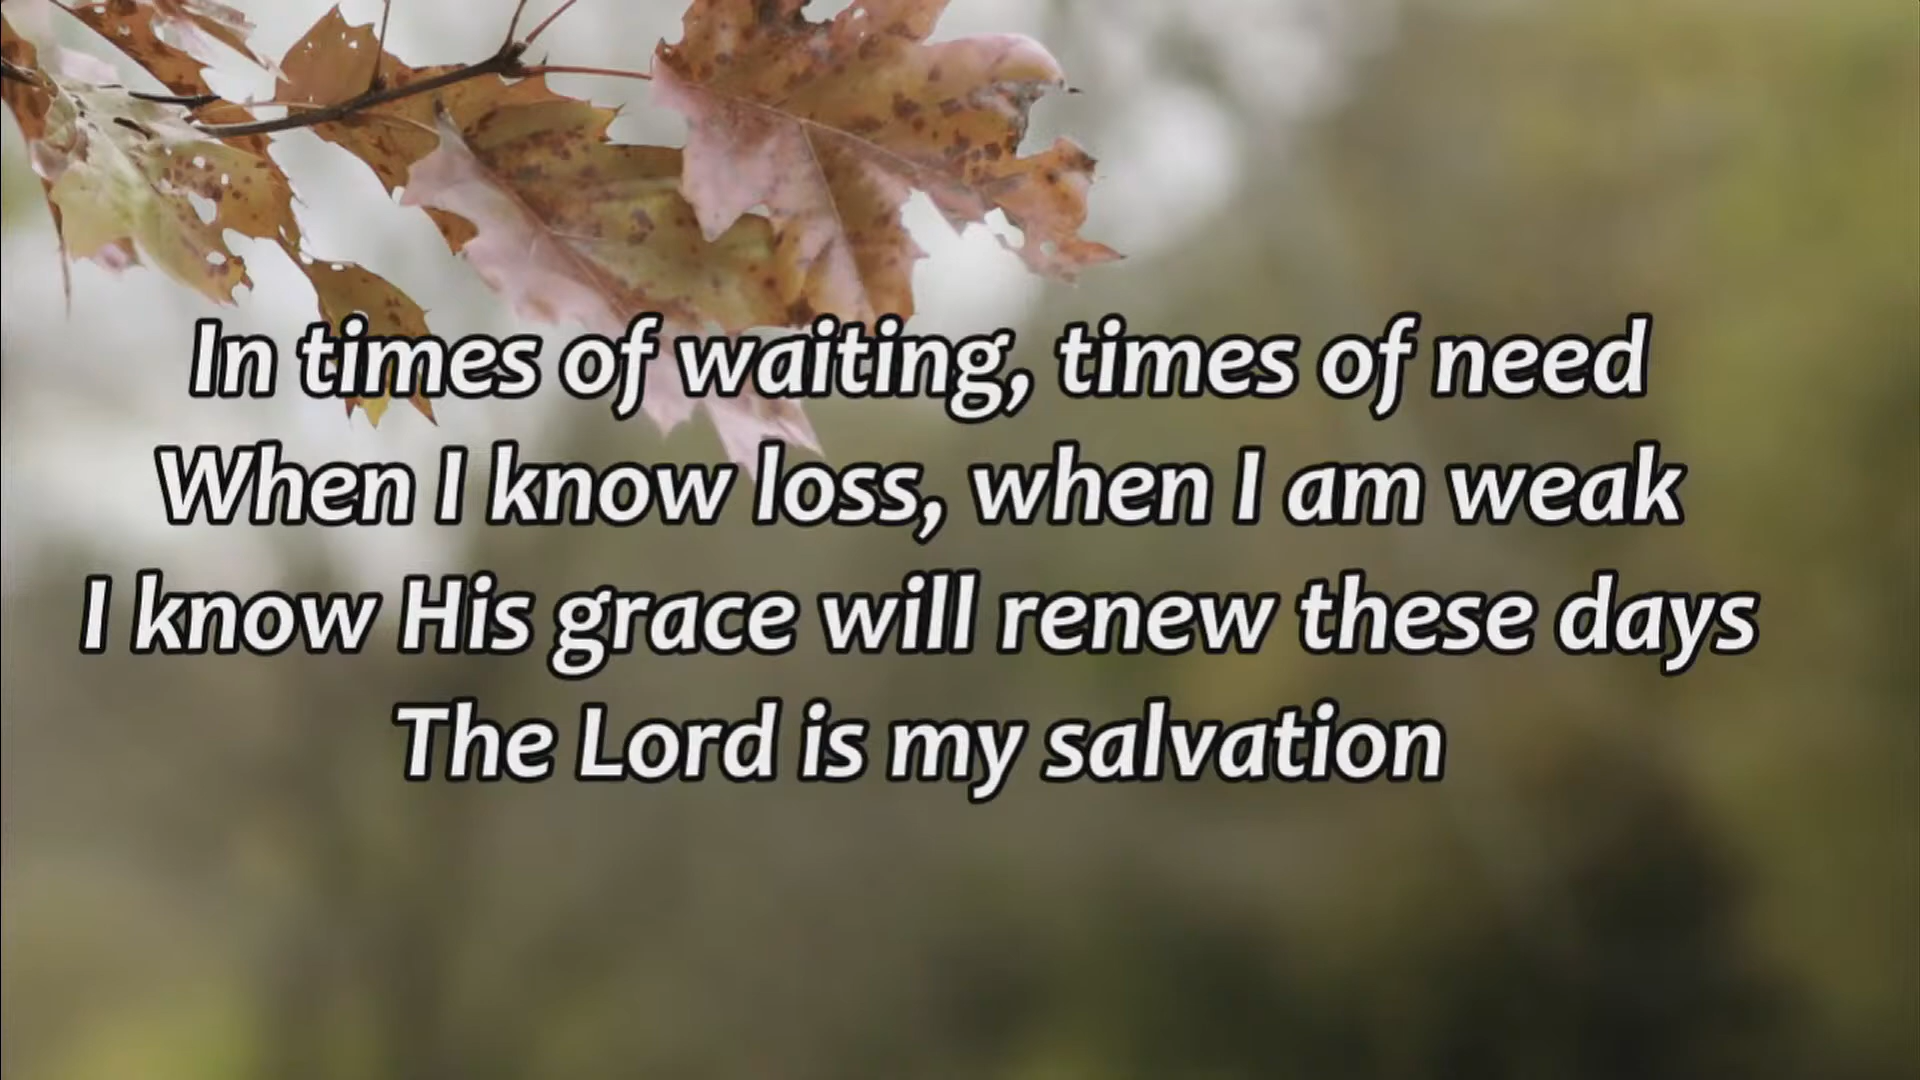 In times of waiting, times of need
When I know loss, when I am weak
I know His grace will renew these days
The Lord is my salvation